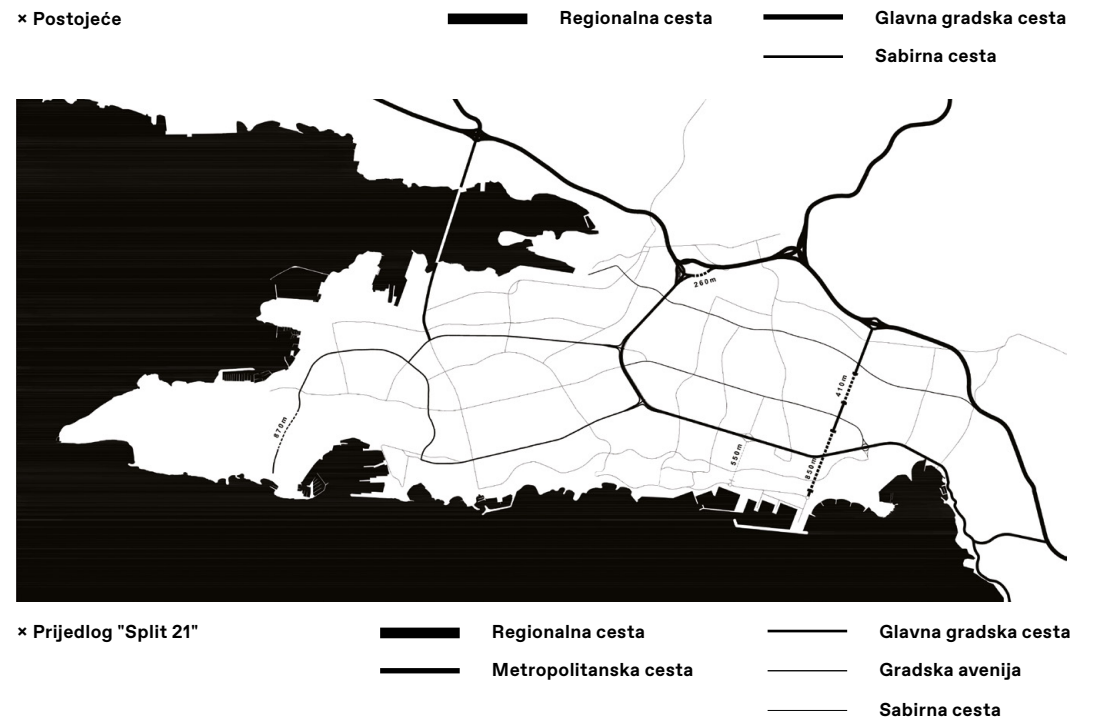 × Postojeće
Regionalna cesta
Glavna gradska cesta
Sabirna cesta
260m
410m
870m
550m
850m
× Prijedlog "Split 21"
Regionalna cesta
Glavna gradska cesta
Metropolitanska cesta
Gradska avenija
Sabirna cesta